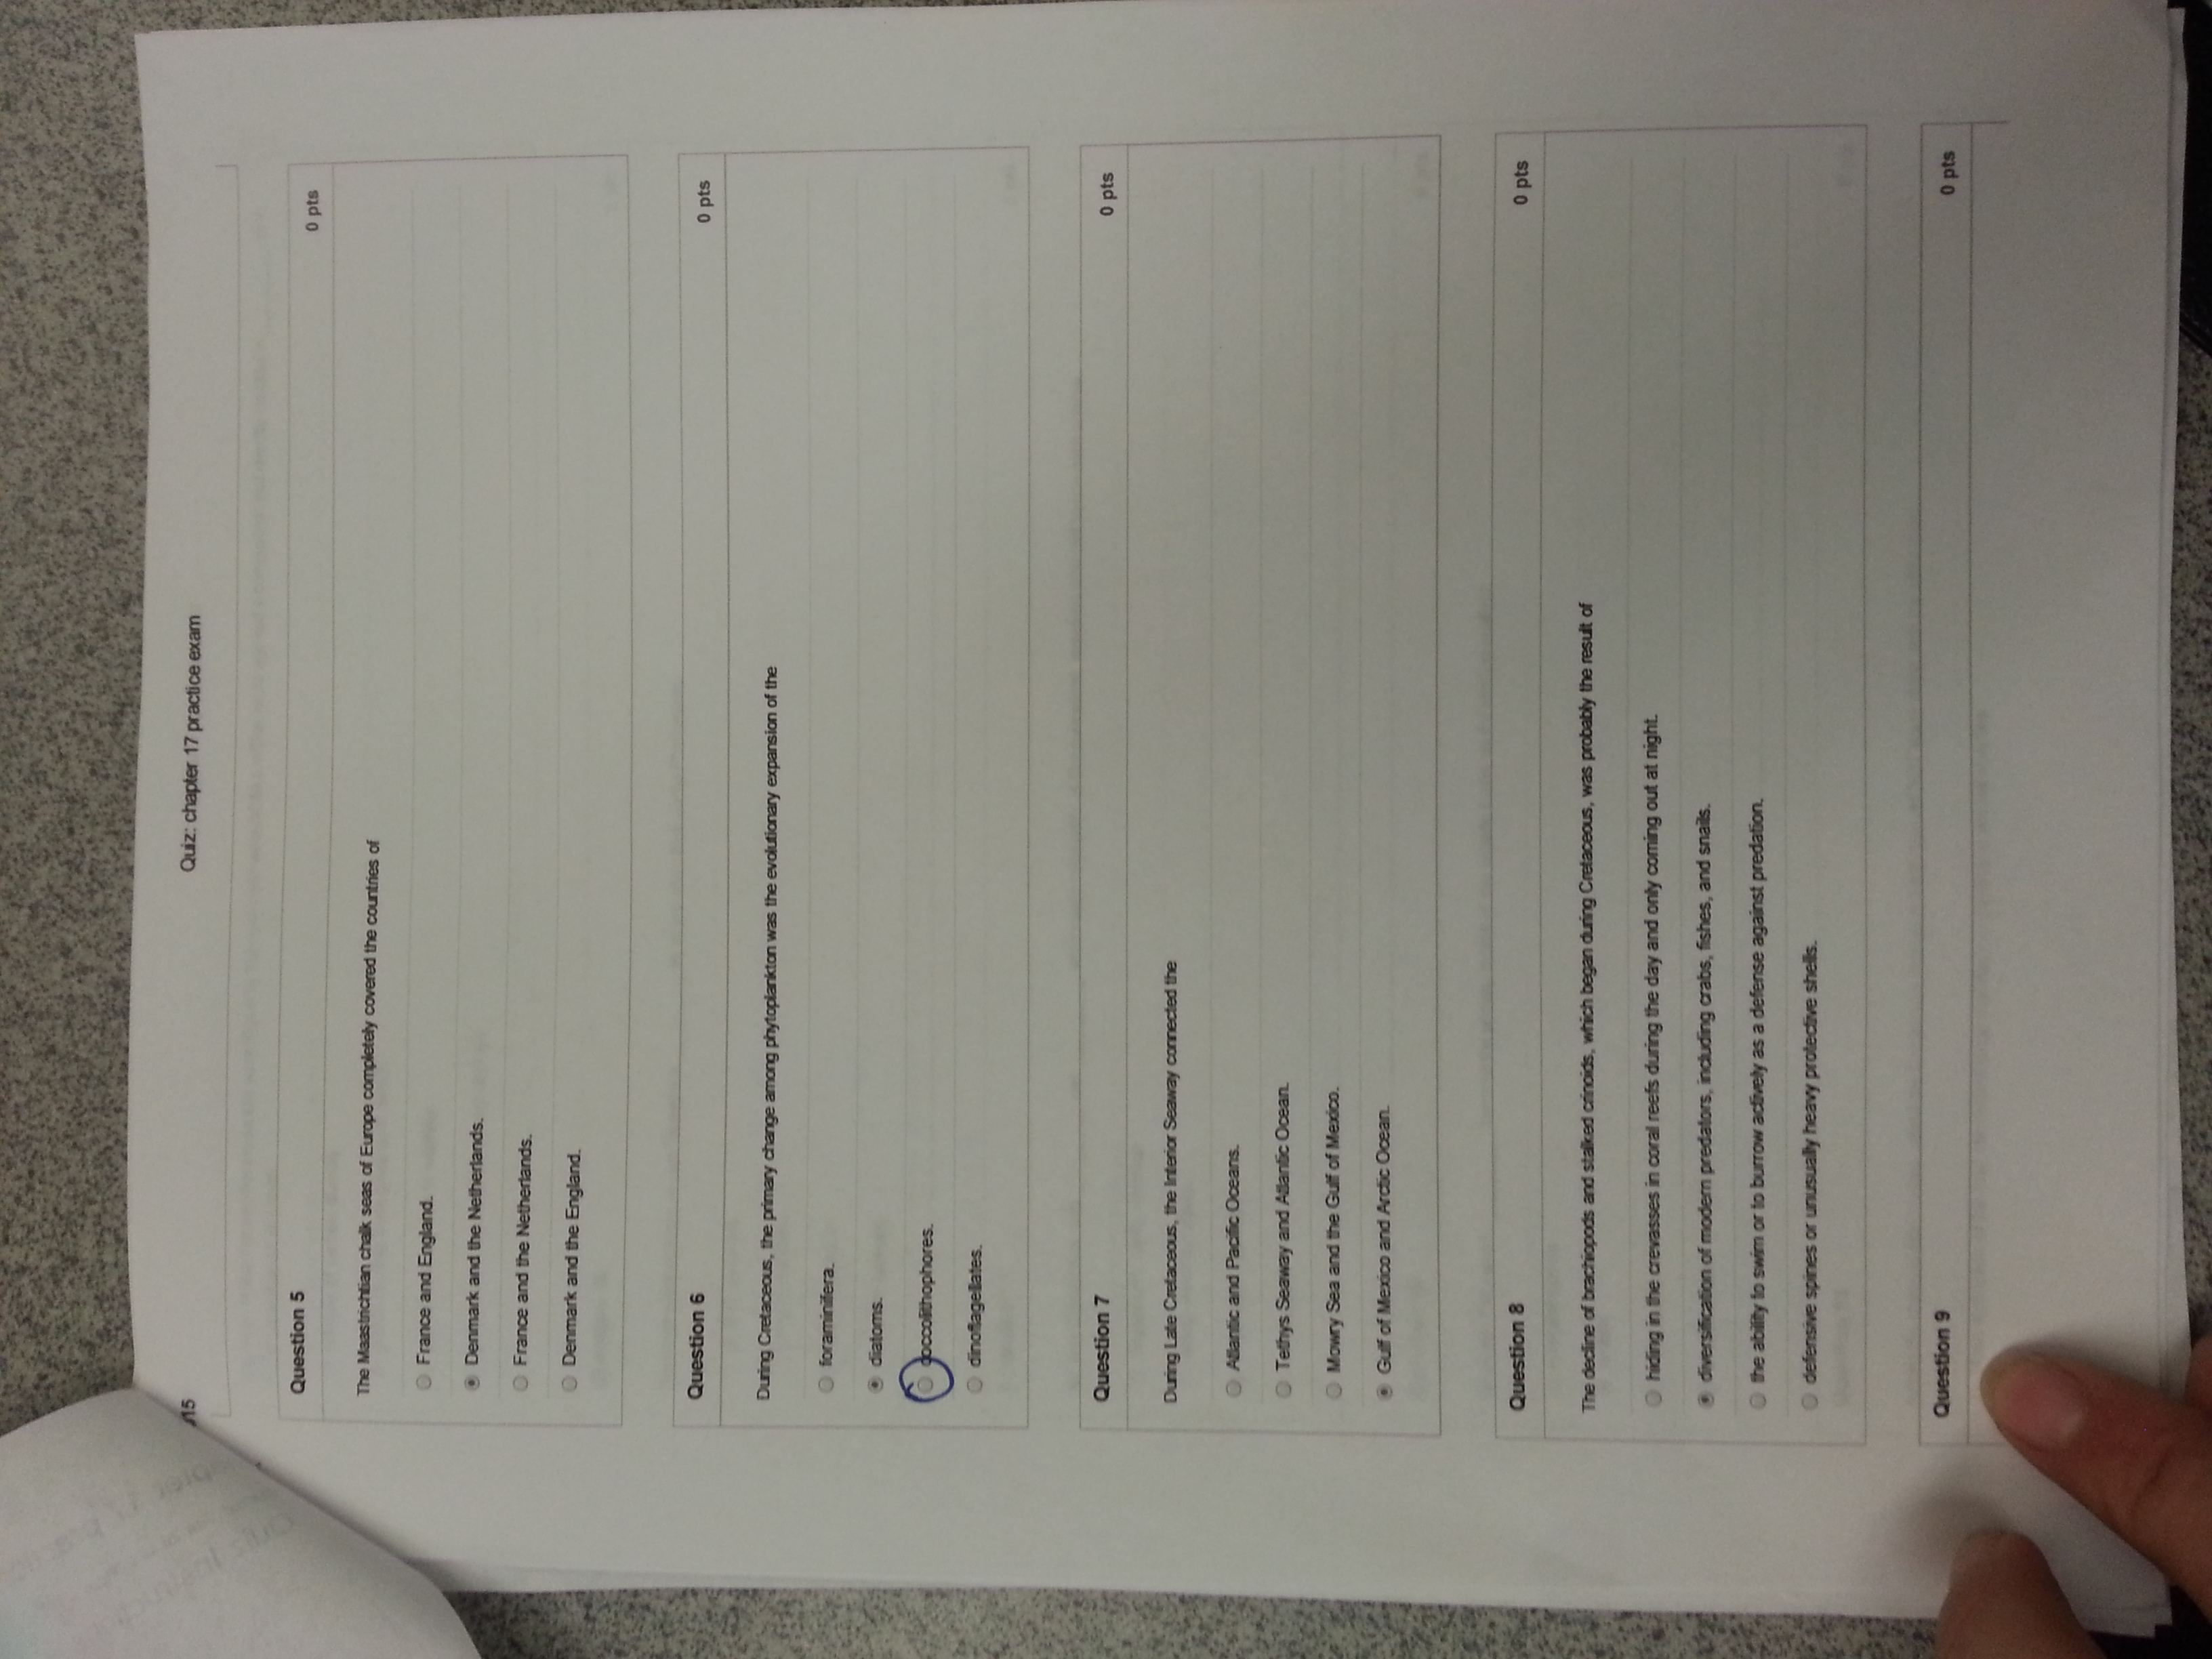 Quiz: chapter 17 practice exam
Question 5 0 pts
The Maastrichtian chalk seas of Europe completely covered the countries of
France and England.
Denmark and the Netherlands.
France and the Netherlands.
Denmark and the England.
Question 6 0 pts
During Cretaceous, the primary change among phytoplankton was the evolutionary expansion of the
foraminifera.
diatoms.
coccolithophores.
dinoflagellates.
Question 7 0 pts
During Late Cretaceous, the Interior Seaway connected the
Atlantic and Pacific Oceans.
Tethys Seaway and Atlantic Ocean.
Mowry Sea and the Gulf of Mexico.
Gulf of Mexico and Arctic Ocean.
Question 8 0 pts
The decline of brachiopods and stalked crinoids, which began during Cretaceous, was probably the result of
hiding in the crevasses in coral reefs during the day and only coming out at night.
diversification of modern predators, including crabs, fishes, and snails.
the ability to swim or to burrow actively as a defense against predation.
defensive spines or unusually heavy protective shells.
Question 9 0 pts